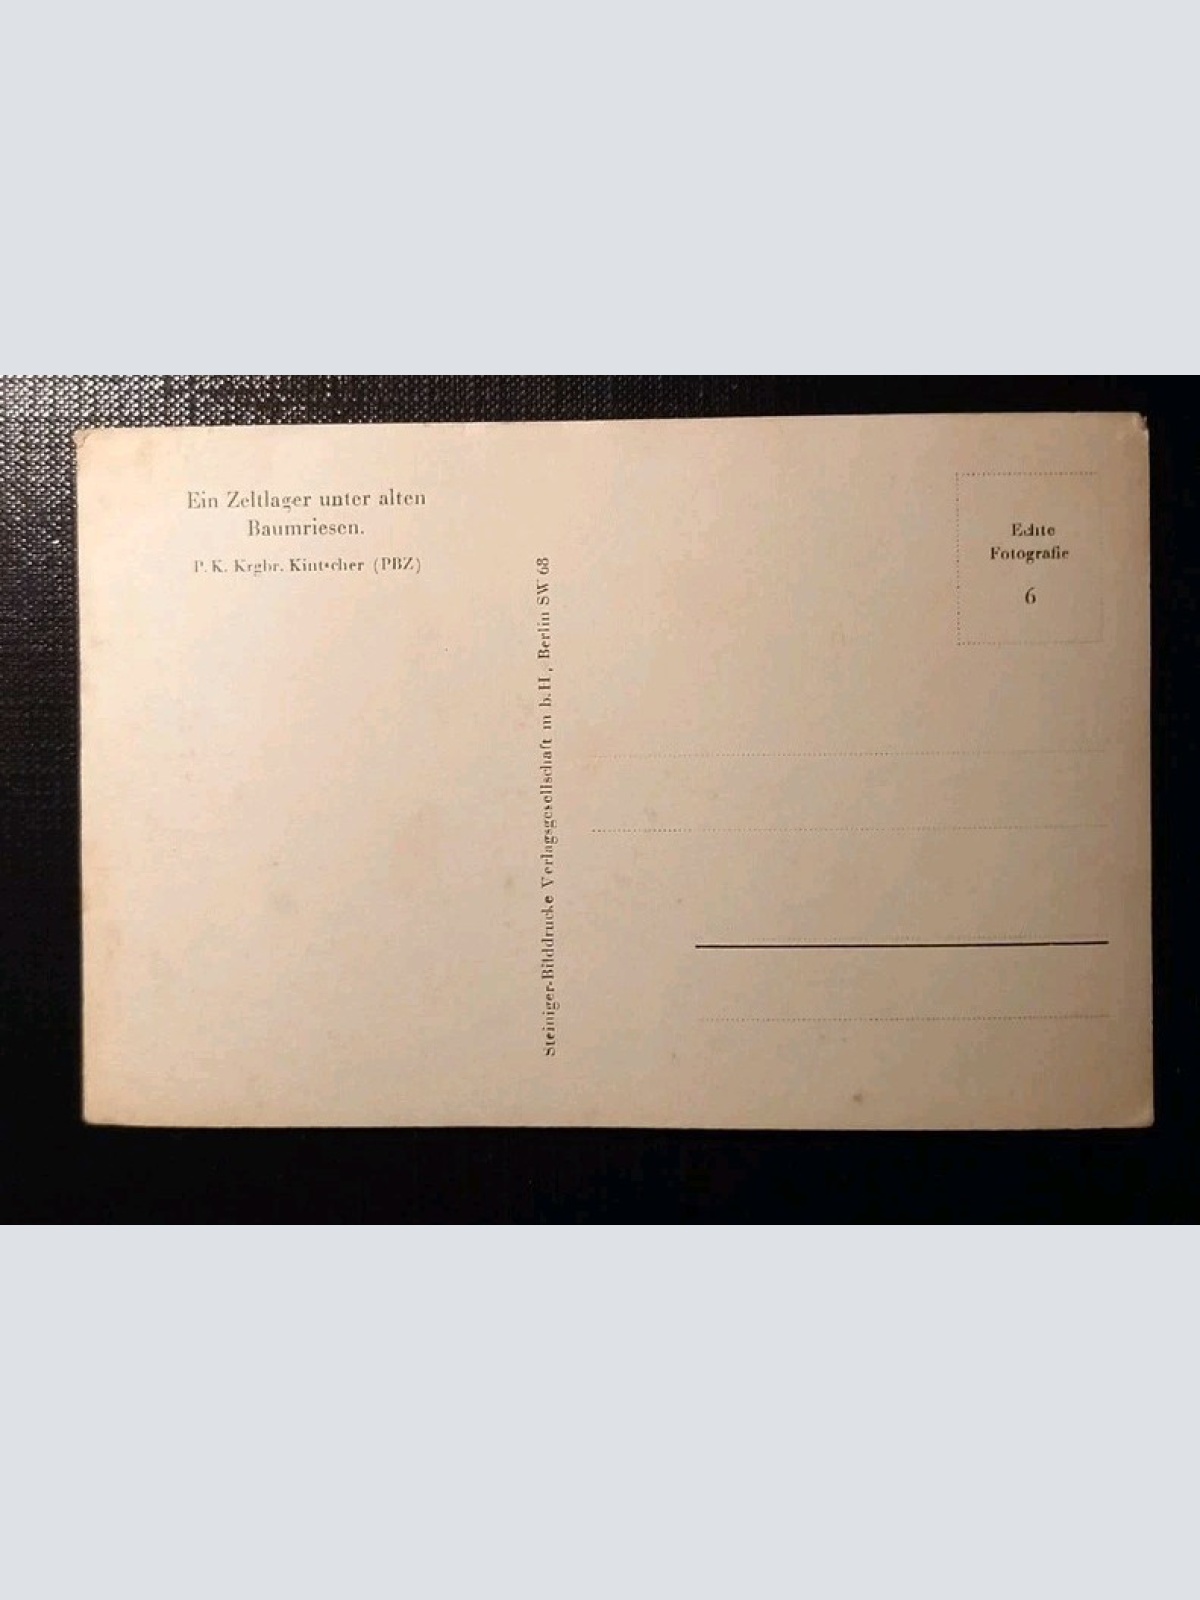 Ein Zeltlager unter alten
Baumriesen.
P. K. Krgbr. Kintscher (PBZ)
Steiniger-Bilddrucke Verlagsgesellschaft m b. H., Berlin SW 68
Echte
Fotografie
6